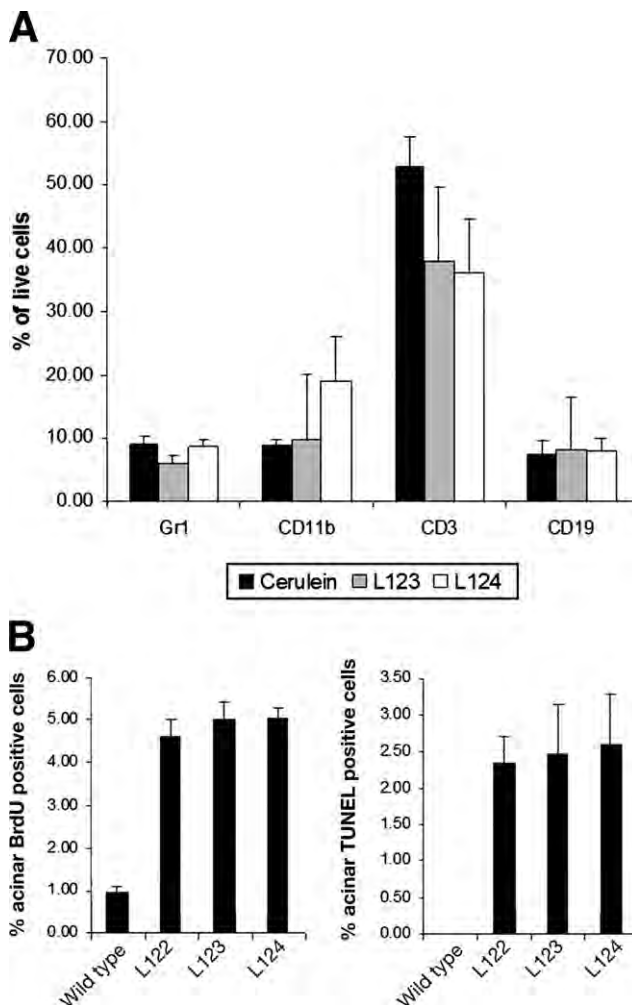 A
% of live cells
70.00
60.00
50.00
40.00
30.00
20.00
10.00
0.00
Gr1 CD11b CD3 CD19
Cerulein L123 L124
B
% acinar BrdU positive cells
6.00
5.00
4.00
3.00
2.00
1.00
0.00
Wild type L122 L123 L124
% acinar TUNEL positive cells
3.50
3.00
2.50
2.00
1.50
1.00
0.50
0.00
Wild type L122 L123 L124